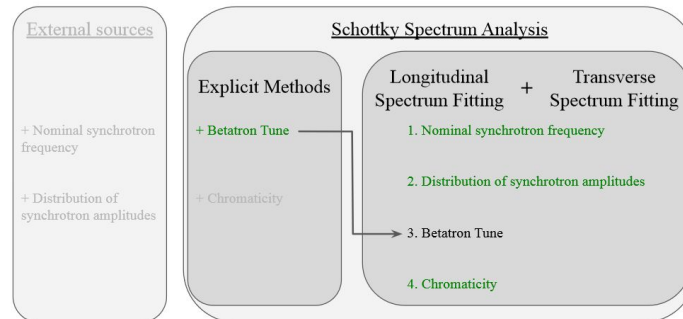 External sources
+ Nominal synchrotron
frequency
+ Distribution of
synchrotron amplitudes
Schottky Spectrum Analysis
Explicit Methods
+ Betatron Tune
+ Chromaticity
Longitudinal
Spectrum Fitting
+
Transverse
Spectrum Fitting
1. Nominal synchrotron frequency
2. Distribution of synchrotron amplitudes
3. Betatron Tune
4. Chromaticity